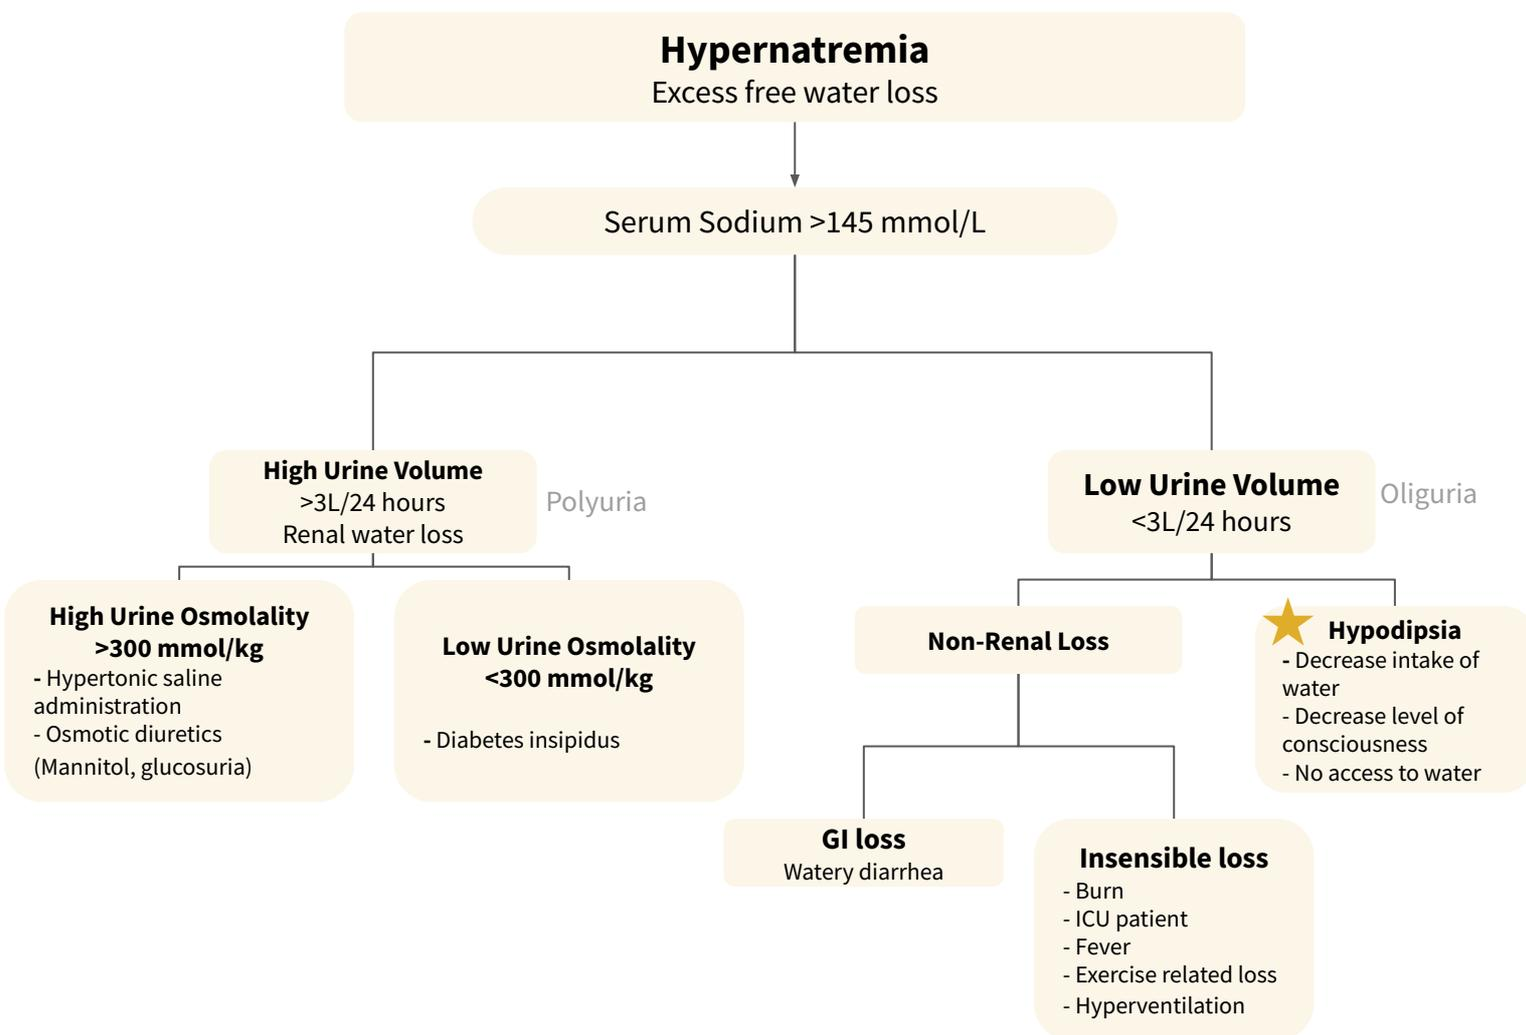 Hypernatremia
Excess free water loss
Serum Sodium >145 mmol/L
High Urine Volume
>3L/24 hours
Renal water loss
Polyuria
Low Urine Volume
<3L/24 hours
Oliguria
High Urine Osmolality
>300 mmol/kg
- Hypertonic saline
administration
- Osmotic diuretics
(Mannitol, glucosuria)
Low Urine Osmolality
<300 mmol/kg
- Diabetes insipidus
Non-Renal Loss
Hypodipsia
- Decrease intake of
water
- Decrease level of
consciousness
- No access to water
GI loss
Watery diarrhea
Insensible loss
- Burn
- ICU patient
- Fever
- Exercise related loss
- Hyperventilation